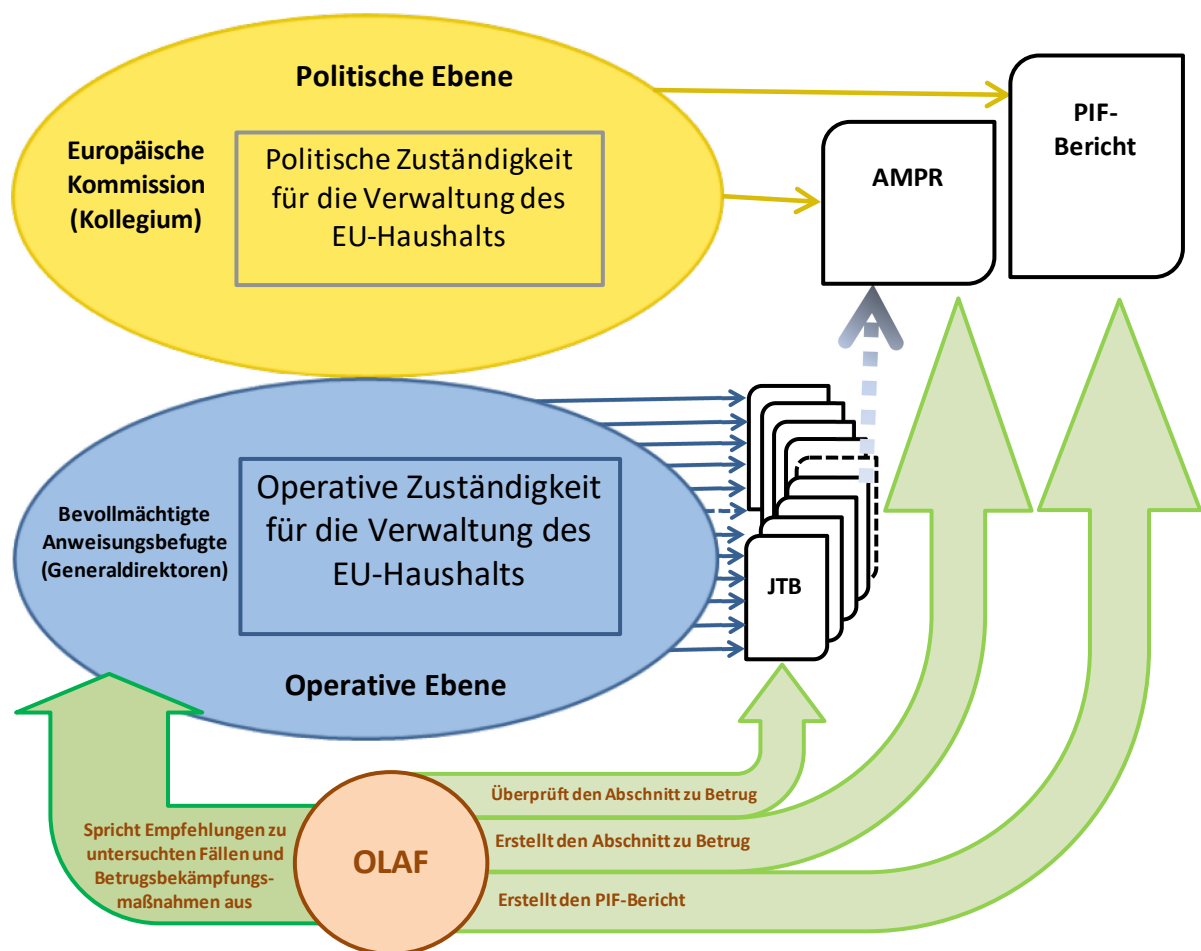 Politische Ebene
Europäische
Kommission
(Kollegium)
Politische Zuständigkeit
für die Verwaltung des
EU-Haushalts
AMPR
PIF-
Bericht
Bevollmächtigte
Anweisungsbefugte
(Generaldirektoren)
Operative Zuständigkeit
für die Verwaltung des
EU-Haushalts
Operative Ebene
JTB
Spricht Empfehlungen zu
untersuchten Fällen und
Betrugsbekämpfungs-
maßnahmen aus
OLAF
Überprüft den Abschnitt zu Betrug
Erstellt den Abschnitt zu Betrug
Erstellt den PIF-Bericht